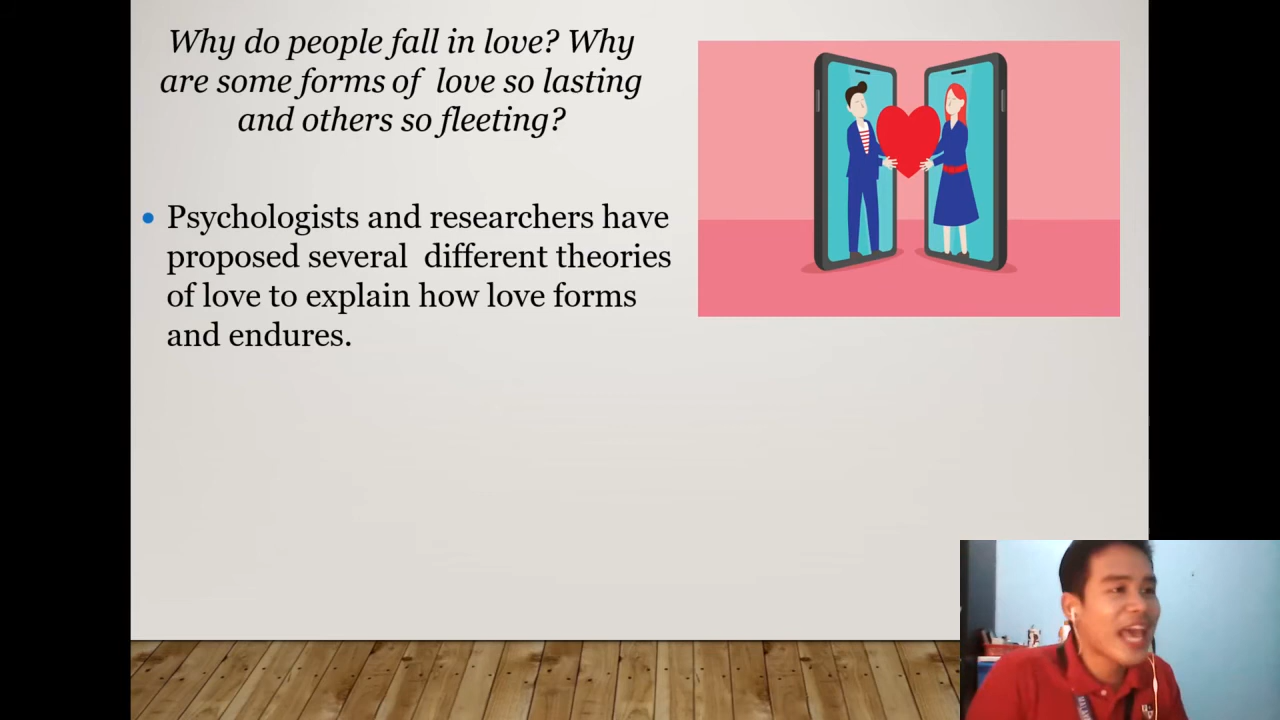 Why do people fall in love? Why
are some forms of love so lasting
and others so fleeting?
• Psychologists and researchers have
proposed several different theories
of love to explain how love forms
and endures.